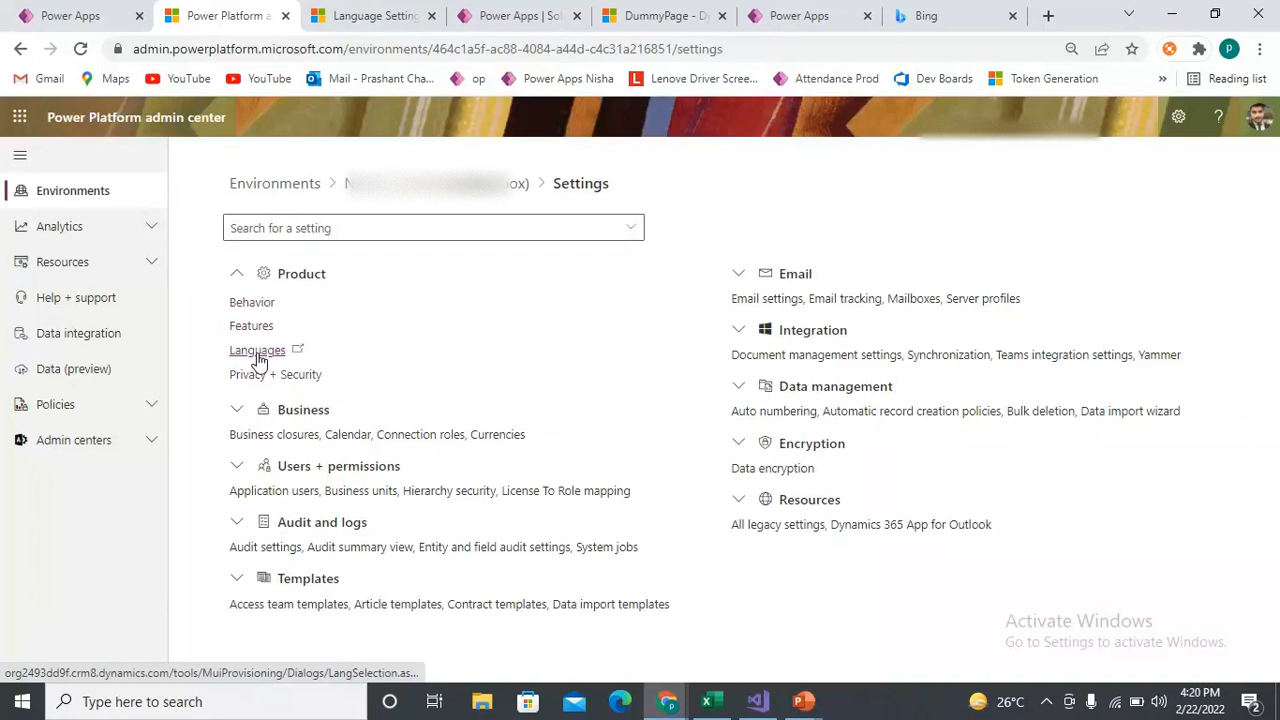 Power Apps
Power Platform a
Language Setting
Power Apps | Sol
DummyPage - Dy
Power Apps
Bing
admin.powerplatform.microsoft.com/environments/464c1a5f-ac88-4084-a44d-c4c31a216851/settings
Gmail
Maps
YouTube
YouTube
Mail - Prashant Cha...
op
Power Apps Nisha
Lenove Driver Scree...
Attendance Prod
Dev Boards
Token Generation
Reading list
Power Platform admin center
Environments
Analytics
Resources
Help + support
Data integration
Data (preview)
Policies
Admin centers
Environments > N ox) > Settings
Search for a setting
Product
Behavior
Features
Languages
Privacy + Security
Business
Business closures, Calendar, Connection roles, Currencies
Users + permissions
Application users, Business units, Hierarchy security, License To Role mapping
Audit and logs
Audit settings, Audit summary view, Entity and field audit settings, System jobs
Templates
Access team templates, Article templates, Contract templates, Data import templates
Email
Email settings, Email tracking, Mailboxes, Server profiles
Integration
Document management settings, Synchronization, Teams integration settings, Yammer
Data management
Auto numbering, Automatic record creation policies, Bulk deletion, Data import wizard
Encryption
Data encryption
Resources
All legacy settings, Dynamics 365 App for Outlook
Activate Windows
Go to Settings to activate Windows.
org2493dd9f.crm8.dynamics.com/tools/MuiProvisioning/Dialogs/LangSelection.as...
Type here to search
26°C
4:20 PM
2/22/2022
2